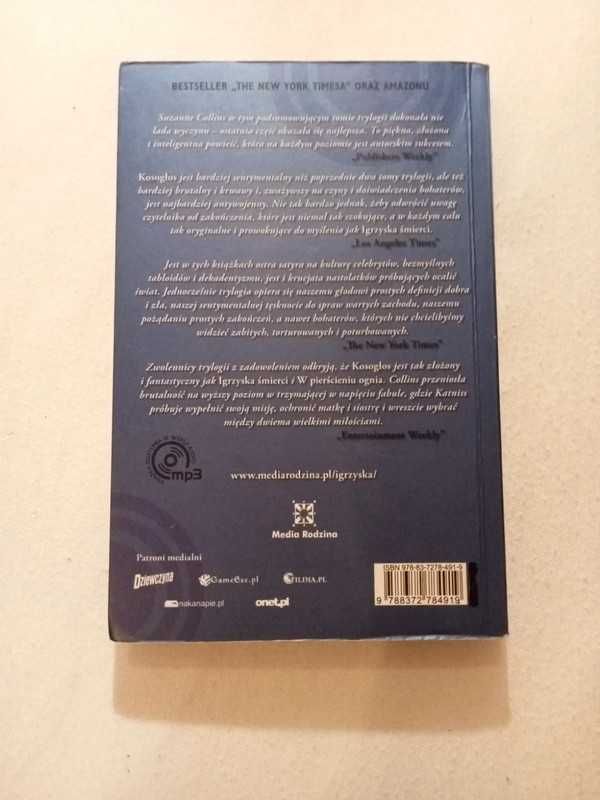 BESTSELLER „THE NEW YORK TIMESA" ORAZ AMAZONU
Suzanne Collins w tym podsumowującym tomie trylogii dokonała nie
lada wyczynu – ostatnia część okazała się najlepsza. To piękna, złożona
i inteligentna powieść, która na każdym poziomie jest autorskim sukcesem.
„Publishers Weekly"
Kosogłos jest bardziej sentymentalny niż poprzednie dwa tomy trylogii, ale też
bardziej brutalny i krwawy i, zważywszy na czyny i doświadczenia bohaterów,
jest najbardziej antywojenny. Nie tak bardzo jednak, żeby odwrócić uwagę
czytelnika od zakończenia, które jest niemal tak szokujące, a w każdym calu
tak oryginalne i prowokujące do myślenia jak Igrzyska śmierci.
„Los Angeles Times"
Jest w tych książkach ostra satyra na kulturę celebrytów, bezmyślnych
tabloidów i dekadentyzmu, jest i krucjata nastolatków próbujących ocalić
świat. Jednocześnie trylogia opiera się naszemu głodowi prostych definicji dobra
i zła, naszej sentymentalnej tęsknocie do spraw wartych zachodu, naszemu
pożądaniu prostych zakończeń, a nawet bohaterów, których nie chcielibyśmy
widzieć zabitych, torturowanych i poturbowanych.
„The New York Times"
Zwolennicy trylogii z zadowoleniem odkryją, że Kosogłos jest tak złożony
i fantastyczny jak Igrzyska śmierci i W pierścieniu ognia. Collins przeniosła
brutalność na wyższy poziom w trzymającej w napięciu fabule, gdzie Katniss
próbuje wypełnić swoją misję, ochronić matkę i siostrę i wreszcie wybrać
między dwiema wielkimi miłościami.
„Entertainment Weekly"
mp3
www.mediarodzina.pl/igrzyska/
Media Rodzina
Patroni medialni
Dziewczyna
GameExe.pl
nakanapie.pl
onet.pl
ISBN 978-83-7278-491-9
9 788372 784919